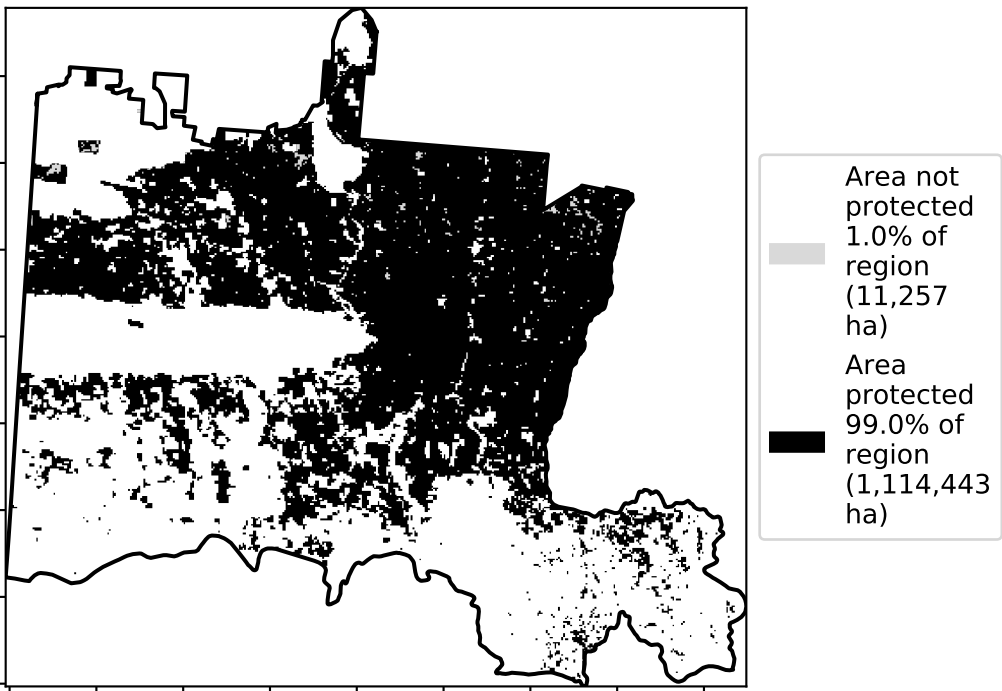 Area not
protected
1.0% of
region
(11,257
ha)
Area
protected
99.0% of
region
(1,114,443
ha)